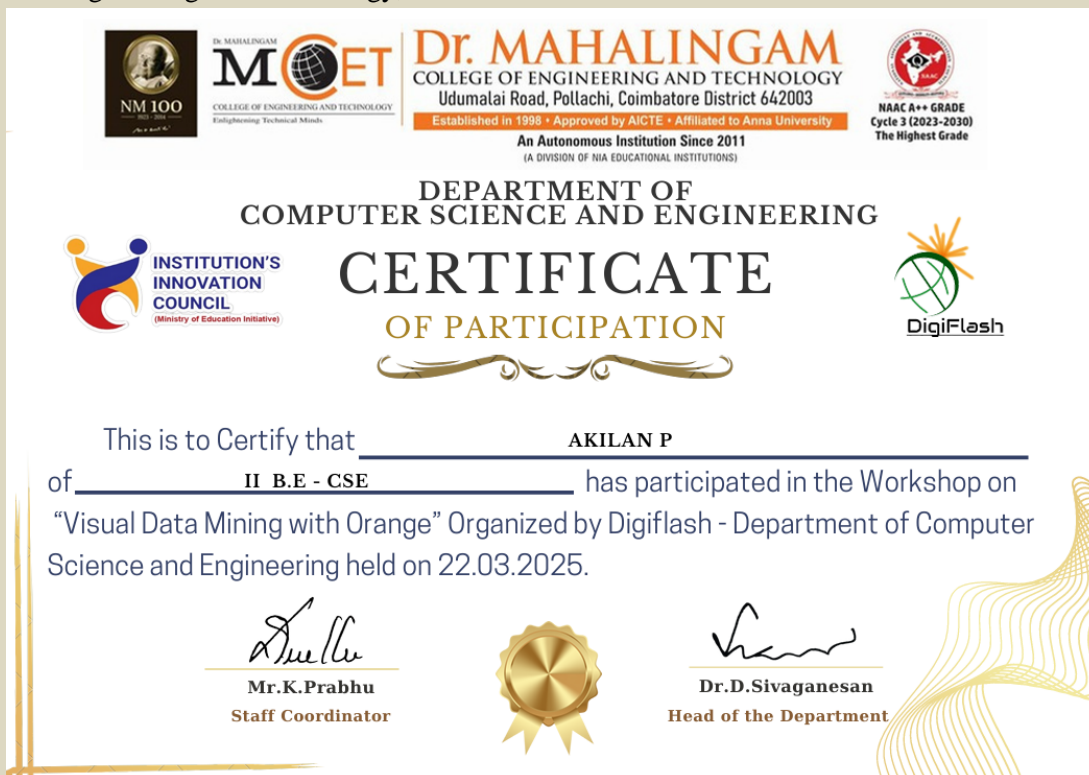 Dr. MAHALINGAM
MCET
COLLEGE OF ENGINEERING AND TECHNOLOGY
Enlightening Technical Minds
NM 100
1923 - 2014
Dr. MAHALINGAM
COLLEGE OF ENGINEERING AND TECHNOLOGY
Udumalai Road, Pollachi, Coimbatore District 642003
Established in 1998 • Approved by AICTE • Affiliated to Anna University
An Autonomous Institution Since 2011
(A DIVISION OF NIA EDUCATIONAL INSTITUTIONS)
NAAC A++ GRADE
Cycle 3 (2023-2030)
The Highest Grade
DEPARTMENT OF
COMPUTER SCIENCE AND ENGINEERING
INSTITUTION'S
INNOVATION
COUNCIL
(Ministry of Education Initiative)
CERTIFICATE
OF PARTICIPATION
DigiFlash
This is to Certify that AKILAN P
of II B.E - CSE has participated in the Workshop on
“Visual Data Mining with Orange” Organized by Digiflash - Department of Computer
Science and Engineering held on 22.03.2025.
Mr.K.Prabhu
Staff Coordinator
Dr.D.Sivaganesan
Head of the Department